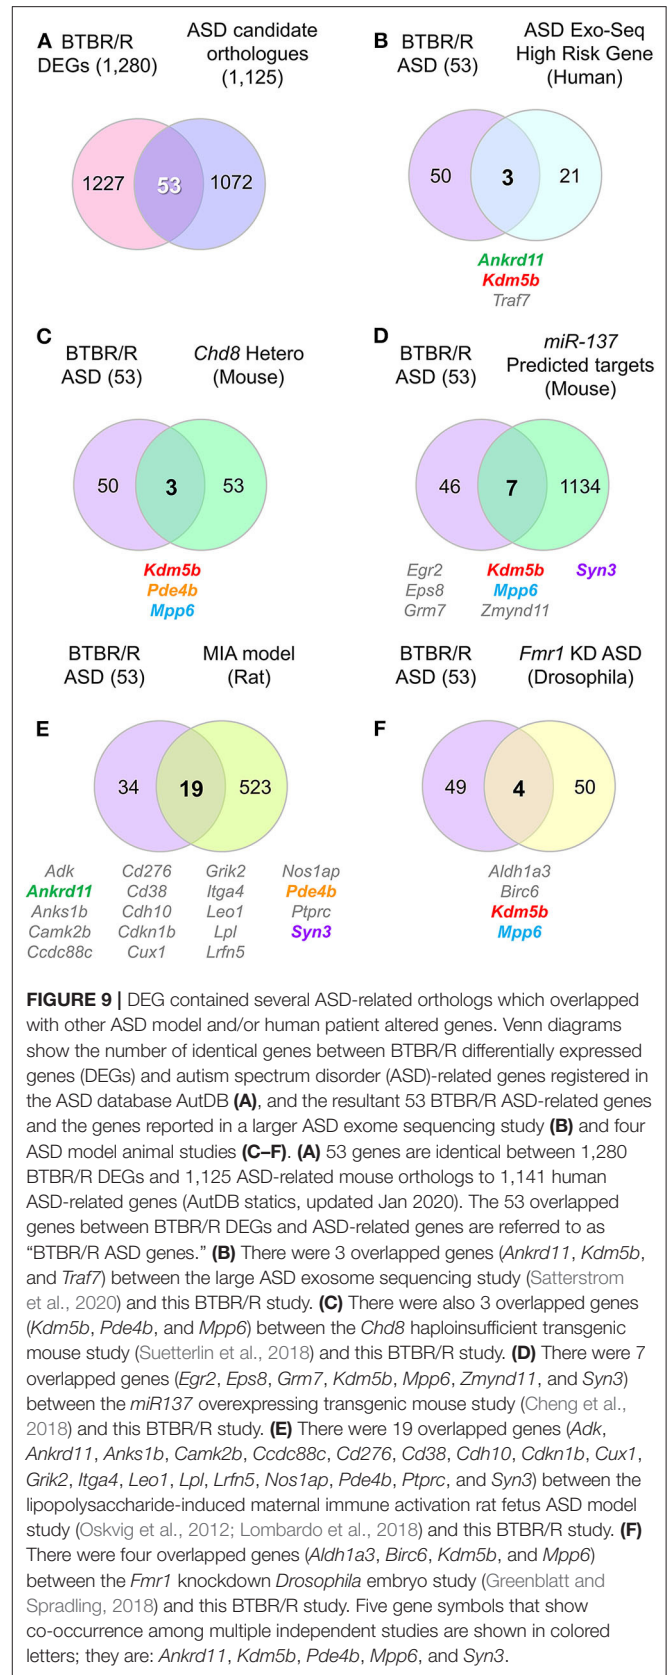 A
BTBR/R
DEGs (1,280)
ASD candidate
orthologues
(1,125)
1227
53
1072
B
BTBR/R
ASD (53)
ASD Exo-Seq
High Risk Gene
(Human)
50
3
21
Ankrd11
Kdm5b
Traf7
C
BTBR/R
ASD (53)
Chd8 Hetero
(Mouse)
50
3
53
Kdm5b
Pde4b
Mpp6
D
BTBR/R
ASD (53)
miR-137
Predicted targets
(Mouse)
46
7
1134
Egr2
Eps8
Grm7
Kdm5b
Mpp6
Zmynd11
Syn3
E
BTBR/R
ASD (53)
MIA model
(Rat)
34
19
523
Adk
Ankrd11
Anks1b
Camk2b
Ccdc88c
Cd276
Cd38
Cdh10
Cdkn1b
Cux1
Grik2
Itga4
Leo1
Lpl
Lrfn5
Nos1ap
Pde4b
Ptprc
Syn3
F
BTBR/R
ASD (53)
Fmr1 KD ASD
(Drosophila)
49
4
50
Aldh1a3
Birc6
Kdm5b
Mpp6
FIGURE 9 | DEG contained several ASD-related orthologs which overlapped
with other ASD model and/or human patient altered genes. Venn diagrams
show the number of identical genes between BTBR/R differentially expressed
genes (DEGs) and autism spectrum disorder (ASD)-related genes registered in
the ASD database AutDB (A), and the resultant 53 BTBR/R ASD-related genes
and the genes reported in a larger ASD exome sequencing study (B) and four
ASD model animal studies (C–F). (A) 53 genes are identical between 1,280
BTBR/R DEGs and 1,125 ASD-related mouse orthologs to 1,141 human
ASD-related genes (AutDB statics, updated Jan 2020). The 53 overlapped
genes between BTBR/R DEGs and ASD-related genes are referred to as
“BTBR/R ASD genes.” (B) There were 3 overlapped genes (Ankrd11, Kdm5b,
and Traf7) between the large ASD exosome sequencing study (Satterstrom
et al., 2020) and this BTBR/R study. (C) There were also 3 overlapped genes
(Kdm5b, Pde4b, and Mpp6) between the Chd8 haploinsufficient transgenic
mouse study (Suetterlin et al., 2018) and this BTBR/R study. (D) There were 7
overlapped genes (Egr2, Eps8, Grm7, Kdm5b, Mpp6, Zmynd11, and Syn3)
between the miR137 overexpressing transgenic mouse study (Cheng et al.,
2018) and this BTBR/R study. (E) There were 19 overlapped genes (Adk,
Ankrd11, Anks1b, Camk2b, Ccdc88c, Cd276, Cd38, Cdh10, Cdkn1b, Cux1,
Grik2, Itga4, Leo1, Lpl, Lrfn5, Nos1ap, Pde4b, Ptprc, and Syn3) between the
lipopolysaccharide-induced maternal immune activation rat fetus ASD model
study (Oskvig et al., 2012; Lombardo et al., 2018) and this BTBR/R study. (F)
There were four overlapped genes (Aldh1a3, Birc6, Kdm5b, and Mpp6)
between the Fmr1 knockdown Drosophila embryo study (Greenblatt and
Spradling, 2018) and this BTBR/R study. Five gene symbols that show
co-occurrence among multiple independent studies are shown in colored
letters; they are: Ankrd11, Kdm5b, Pde4b, Mpp6, and Syn3.